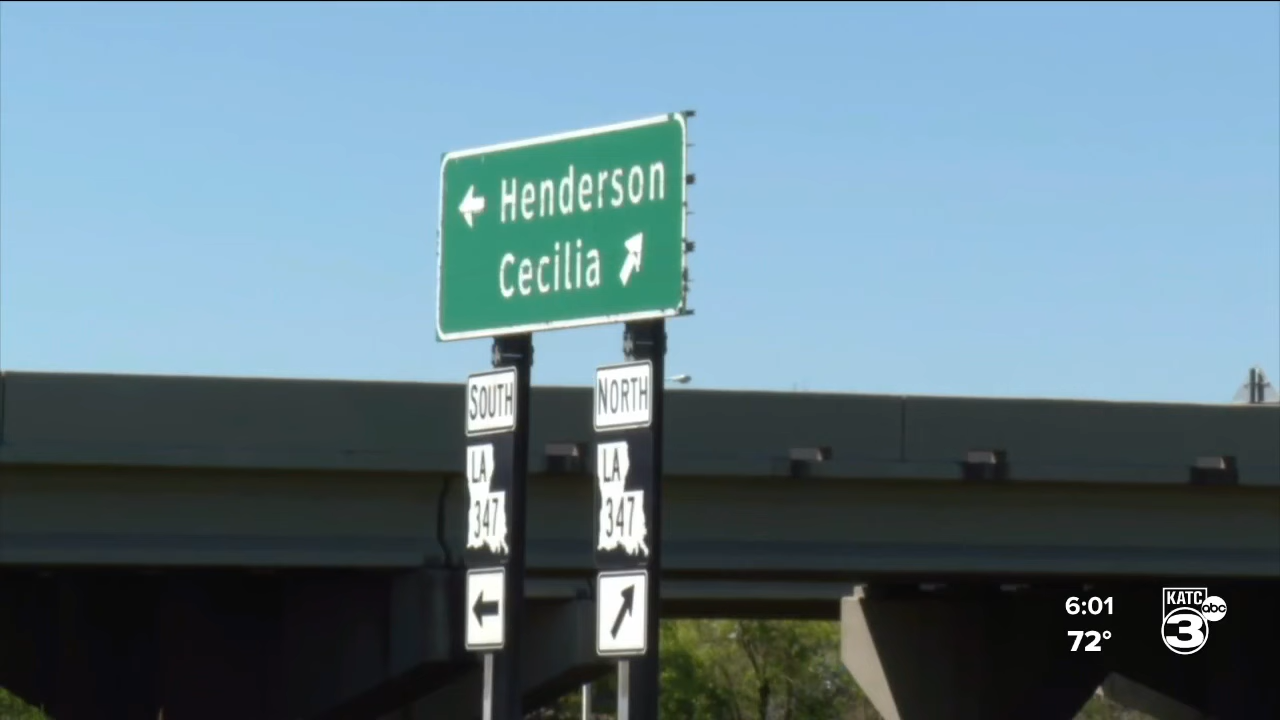 Henderson
Cecilia
SOUTH
NORTH
LA
347
LA
347
6:01
72°
KATC
abc
3